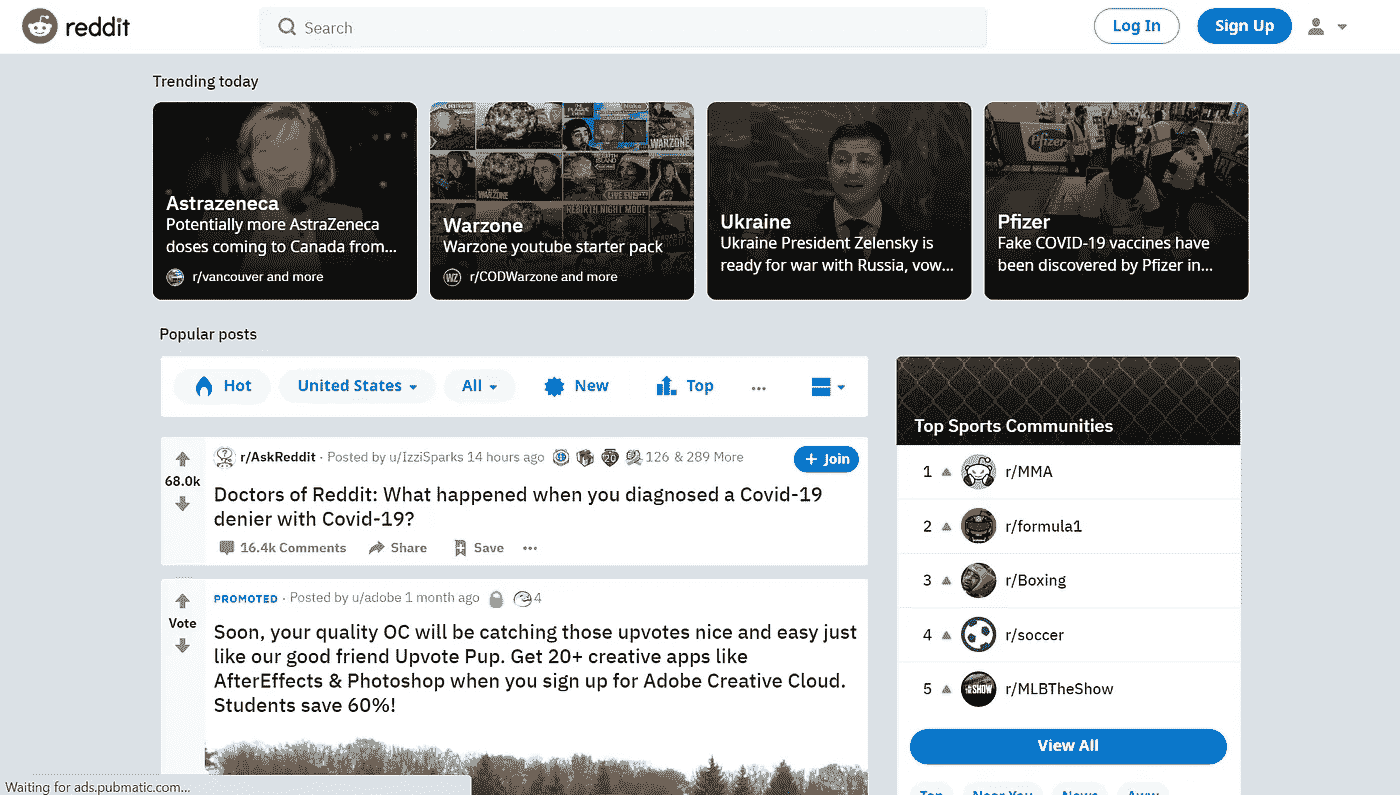 reddit
Search
Log In
Sign Up
Trending today
Astrazeneca
Potentially more AstraZeneca
doses coming to Canada from...
r/vancouver and more
WARZONE
Warzone
Warzone youtube starter pack
WZ
r/CODWarzone and more
Ukraine
Ukraine President Zelensky is
ready for war with Russia, vow...
Pfizer
Pfizer
Fake COVID-19 vaccines have
been discovered by Pfizer in...
Popular posts
Hot
United States
All
New
Top
...
68.0k
r/AskReddit · Posted by u/IzziSparks 14 hours ago
126 & 289 More
+ Join
Doctors of Reddit: What happened when you diagnosed a Covid-19
denier with Covid-19?
16.4k Comments
Share
Save
...
Vote
PROMOTED · Posted by u/adobe 1 month ago
4
Soon, your quality OC will be catching those upvotes nice and easy just
like our good friend Upvote Pup. Get 20+ creative apps like
AfterEffects & Photoshop when you sign up for Adobe Creative Cloud.
Students save 60%!
Top Sports Communities
1 r/MMA
2 r/formula1
3 r/Boxing
4 r/soccer
5 r/MLBTheShow
View All
Top
Near You
News
Aww
Waiting for ads.pubmatic.com...